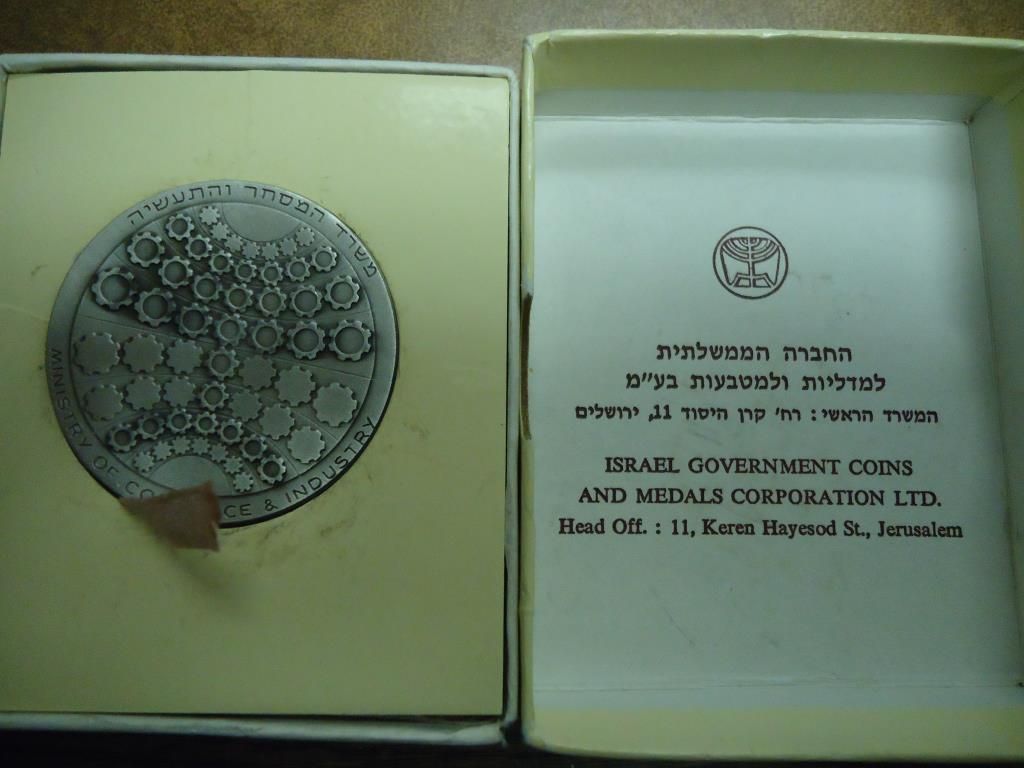 משרד המסחר והתעשיה
MINISTRY OF CO CE & INDUSTRY
החברה הממשלתית
למדליות ולמטבעות בע"מ
המשרד הראשי : רח' קרן היסוד 11, ירושלים
ISRAEL GOVERNMENT COINS
AND MEDALS CORPORATION LTD.
Head Off. : 11, Keren Hayesod St., Jerusalem